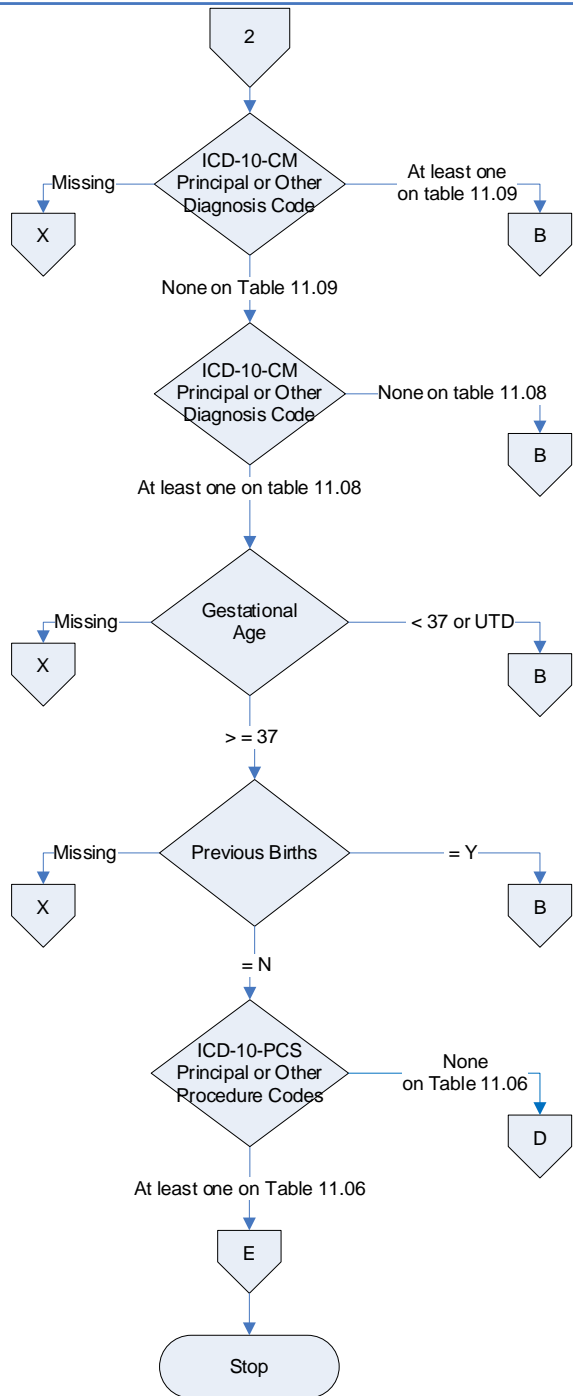 2
ICD-10-CM
Principal or Other
Diagnosis Code
Missing
At least one
on table 11.09
X
B
None on Table 11.09
ICD-10-CM
Principal or Other
Diagnosis Code
None on table 11.08
B
At least one on table 11.08
Gestational
Age
Missing
< 37 or UTD
X
B
> = 37
Previous Births
Missing
= Y
X
B
= N
ICD-10-PCS
Principal or Other
Procedure Codes
None
on Table 11.06
D
At least one on Table 11.06
E
Stop